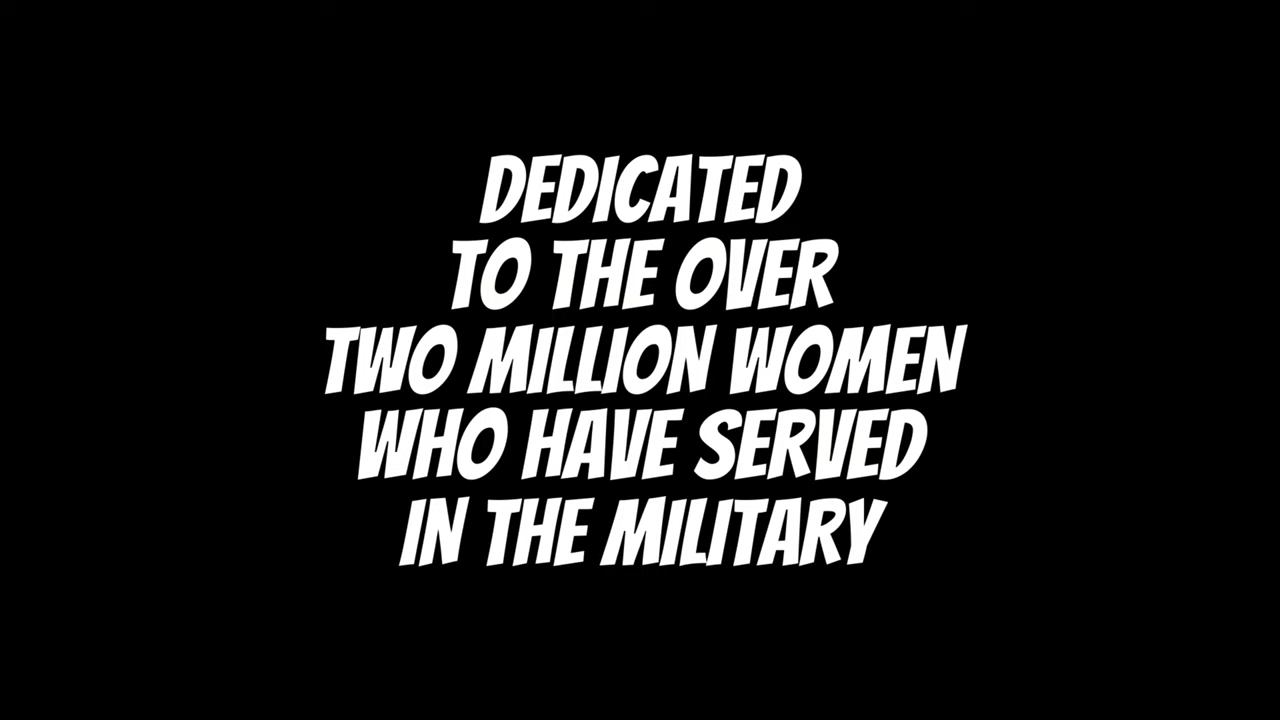 DEDICATED
TO THE OVER
TWO MILLION WOMEN
WHO HAVE SERVED
IN THE MILITARY